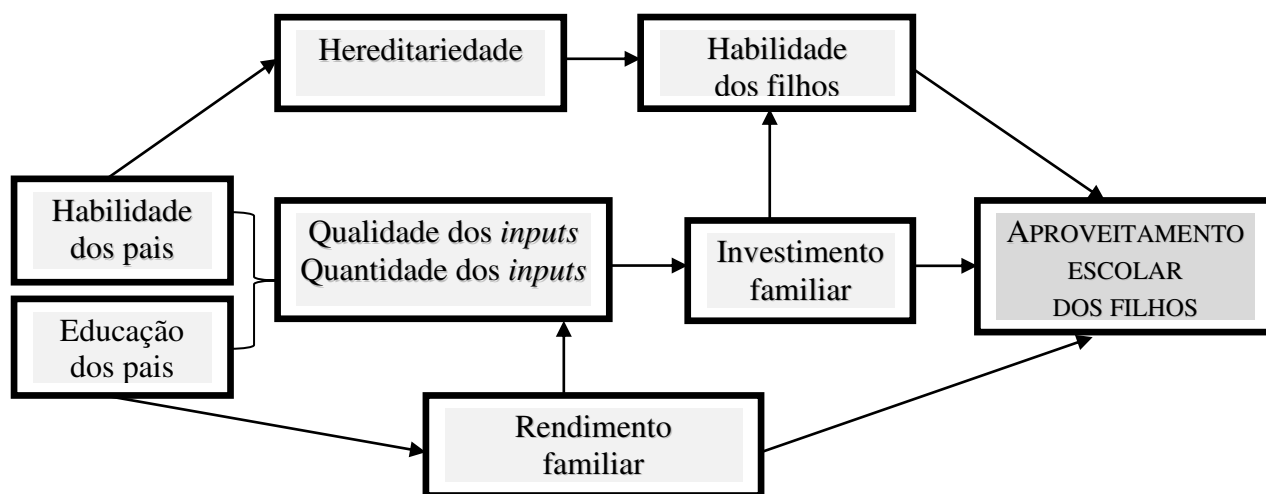 Hereditariedade
Habilidade
dos filhos
Habilidade
dos pais
Qualidade dos inputs
Quantidade dos inputs
Investimento
familiar
APROVEITAMENTO
ESCOLAR
DOS FILHOS
Educação
dos pais
Rendimento
familiar